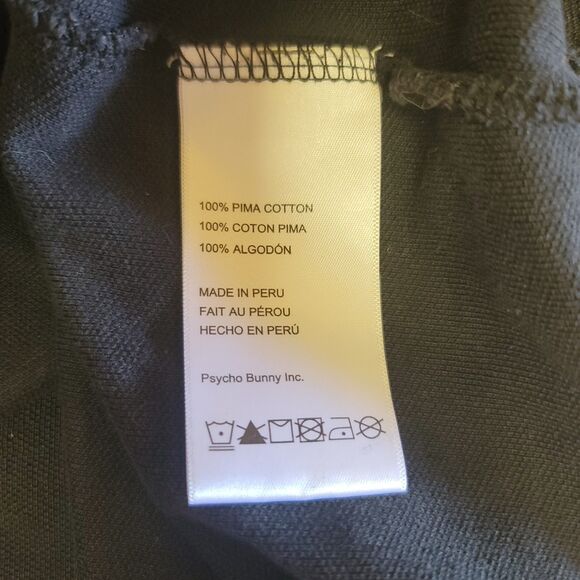 100% PIMA COTTON
100% COTON PIMA
100% ALGODÓN
MADE IN PERU
FAIT AU PÉROU
HECHO EN PERÚ
Psycho Bunny Inc.